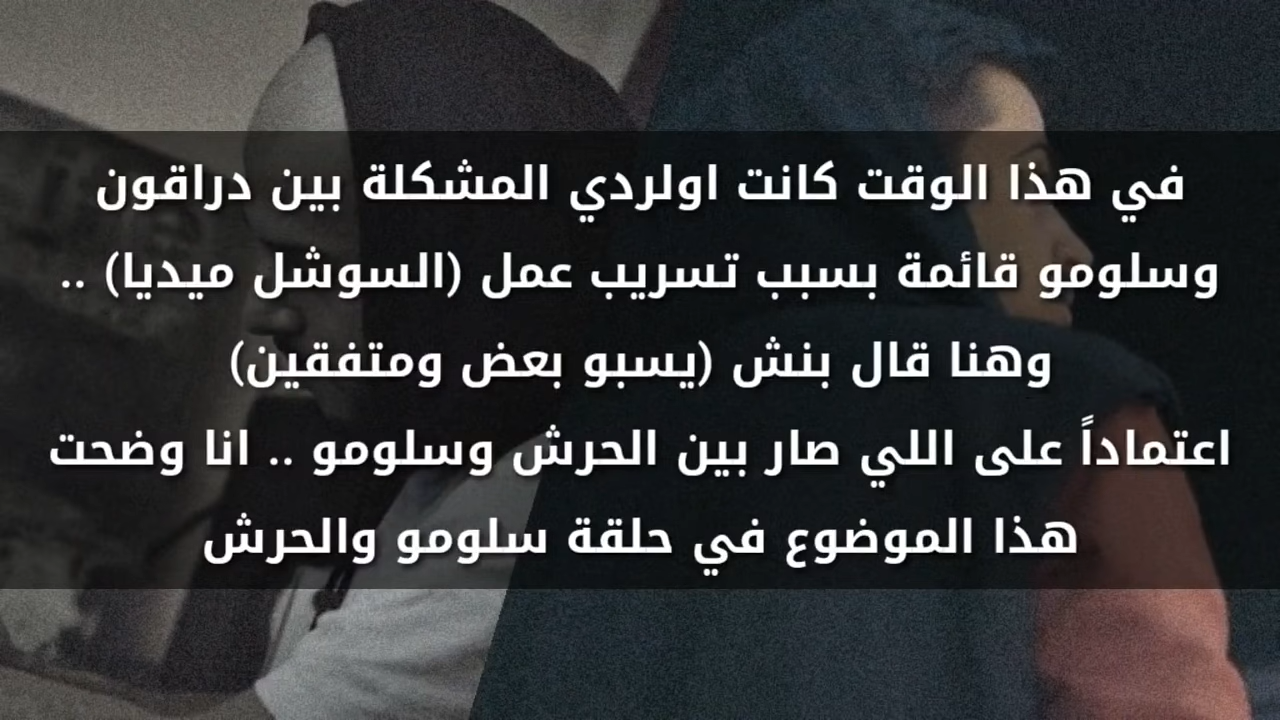 في هذا الوقت كانت اولردي المشكلة بين دراقون
وسلومو قائمة بسبب تسريب عمل (السوشل ميديا) ..
وهنا قال بنش (يسبو بعض ومتفقين)
اعتماداً على اللي صار بين الحرش وسلومو .. انا وضحت
هذا الموضوع في حلقة سلومو والحرش